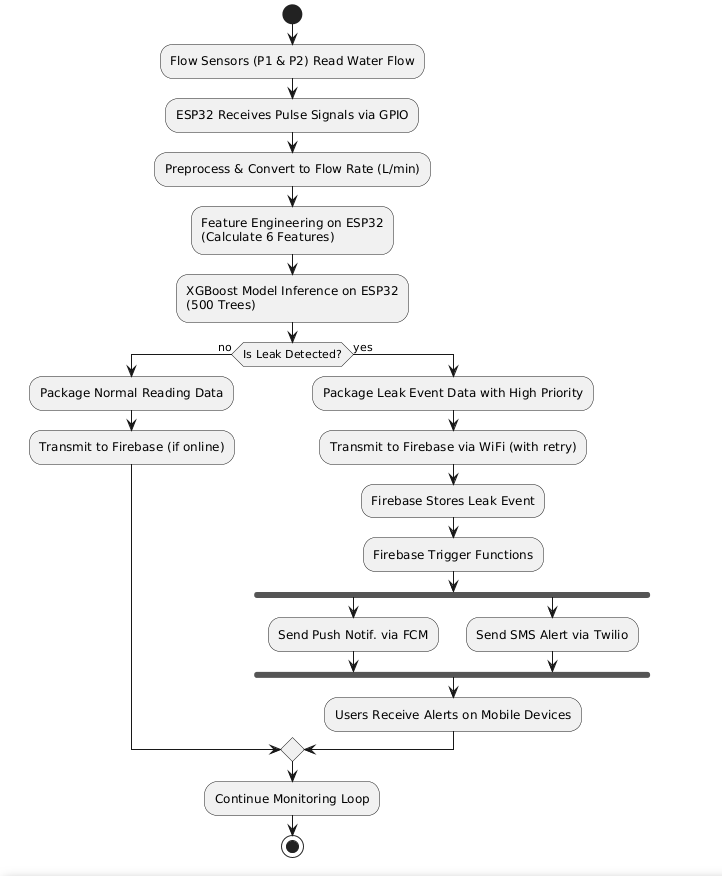 Flow Sensors (P1 & P2) Read Water Flow
ESP32 Receives Pulse Signals via GPIO
Preprocess & Convert to Flow Rate (L/min)
Feature Engineering on ESP32
(Calculate 6 Features)
XGBoost Model Inference on ESP32
(500 Trees)
no
Is Leak Detected?
yes
Package Normal Reading Data
Transmit to Firebase (if online)
Package Leak Event Data with High Priority
Transmit to Firebase via WiFi (with retry)
Firebase Stores Leak Event
Firebase Trigger Functions
Send Push Notif. via FCM
Send SMS Alert via Twilio
Users Receive Alerts on Mobile Devices
Continue Monitoring Loop